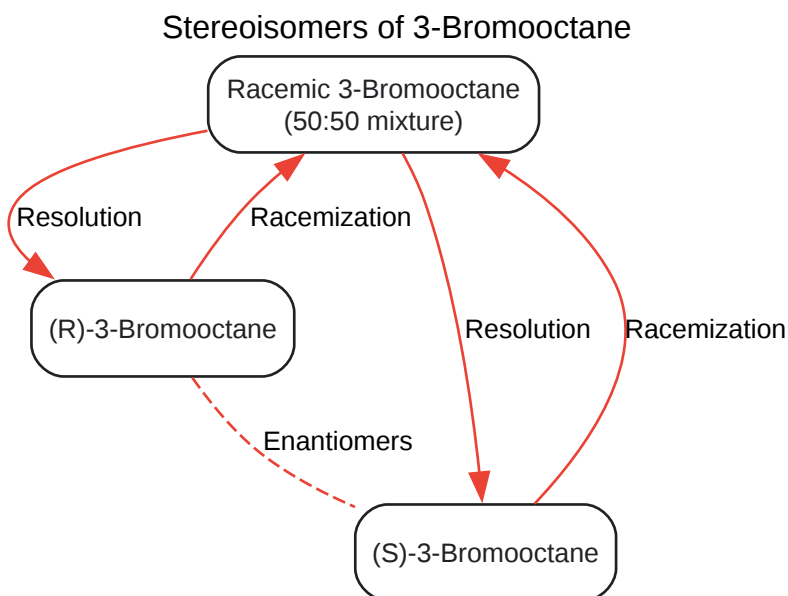 Stereoisomers of 3-Bromooctane
Racemic 3-Bromooctane
(50:50 mixture)
Resolution
Racemization
(R)-3-Bromooctane
Resolution
Racemization
Enantiomers
(S)-3-Bromooctane